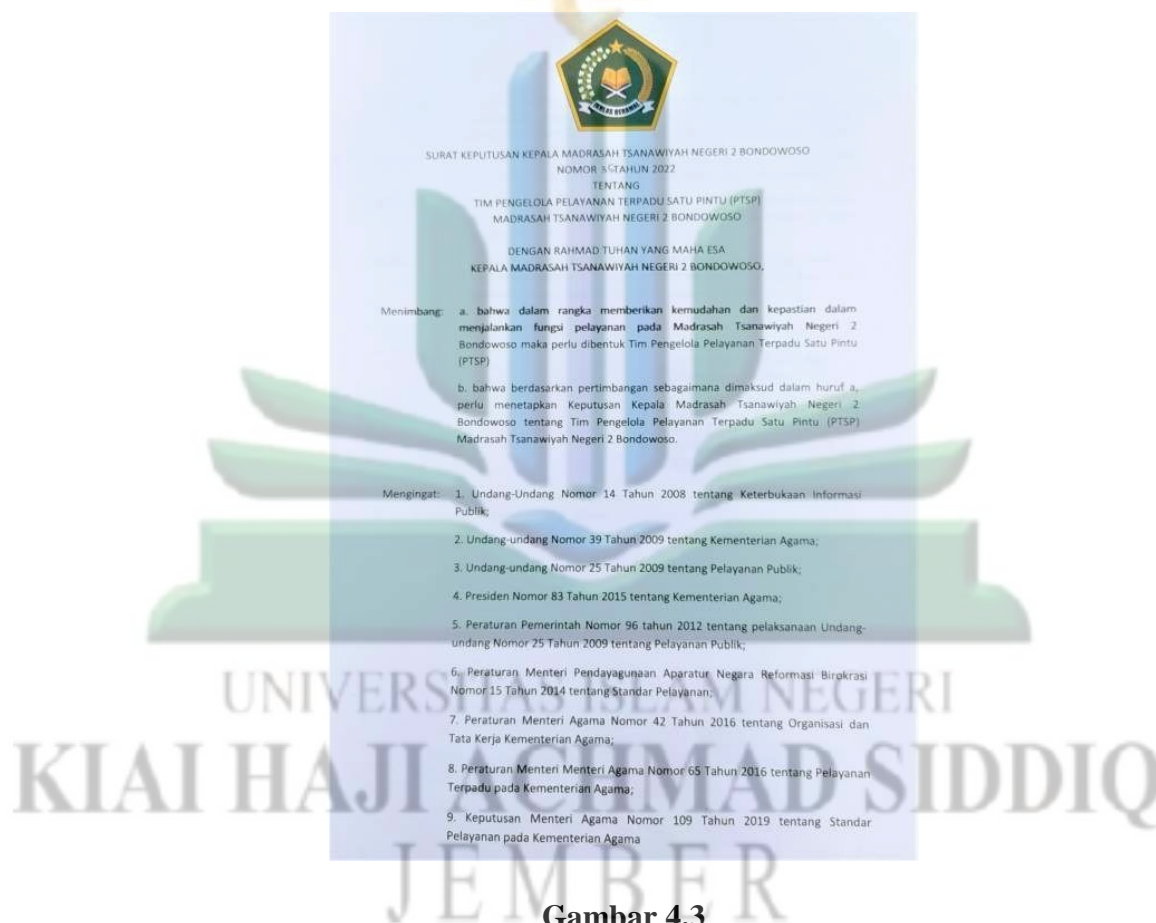 IKHLAS BERAMAL
SURAT KEPUTUSAN KEPALA MADRASAH TSANAWIYAH NEGERI 2 BONDOWOSO
NOMOR TAHUN 2022
TENTANG
TIM PENGELOLA PELAYANAN TERPADU SATU PINTU (PTSP)
MADRASAH TSANAWIYAH NEGERI 2 BONDOWOSO
DENGAN RAHMAD TUHAN YANG MAHA ESA
KEPALA MADRASAH TSANAWIYAH NEGERI 2 BONDOWOSO,
Menimbang: a. bahwa dalam rangka memberikan kemudahan dan kepastian dalam
menjalankan fungsi pelayanan pada Madrasah Tsanawiyah Negeri 2
Bondowoso maka perlu dibentuk Tim Pengelola Pelayanan Terpadu Satu Pintu
(PTSP)
b. bahwa berdasarkan pertimbangan sebagaimana dimaksud dalam huruf a,
perlu menetapkan Keputusan Kepala Madrasah Tsanawiyah Negeri 2
Bondowoso tentang Tim Pengelola Pelayanan Terpadu Satu Pintu (PTSP)
Madrasah Tsanawiyah Negeri 2 Bondowoso.
Mengingat: 1. Undang-Undang Nomor 14 Tahun 2008 tentang Keterbukaan Informasi
Publik;
2. Undang-undang Nomor 39 Tahun 2009 tentang Kementerian Agama;
3. Undang-undang Nomor 25 Tahun 2009 tentang Pelayanan Publik;
4. Presiden Nomor 83 Tahun 2015 tentang Kementerian Agama;
5. Peraturan Pemerintah Nomor 96 tahun 2012 tentang pelaksanaan Undang-
undang Nomor 25 Tahun 2009 tentang Pelayanan Publik;
6. Peraturan Menteri Pendayagunaan Aparatur Negara Reformasi Birokrasi
Nomor 15 Tahun 2014 tentang Standar Pelayanan;
7. Peraturan Menteri Agama Nomor 42 Tahun 2016 tentang Organisasi dan
Tata Kerja Kementerian Agama;
8. Peraturan Menteri Menteri Agama Nomor 65 Tahun 2016 tentang Pelayanan
Terpadu pada Kementerian Agama;
9. Keputusan Menteri Agama Nomor 109 Tahun 2019 tentang Standar
Pelayanan pada Kementerian Agama
UNIVERSITAS ISLAM NEGERI
KIAI HAJI ACHMAD SIDDIQ
JEMBER
Gambar 4.3